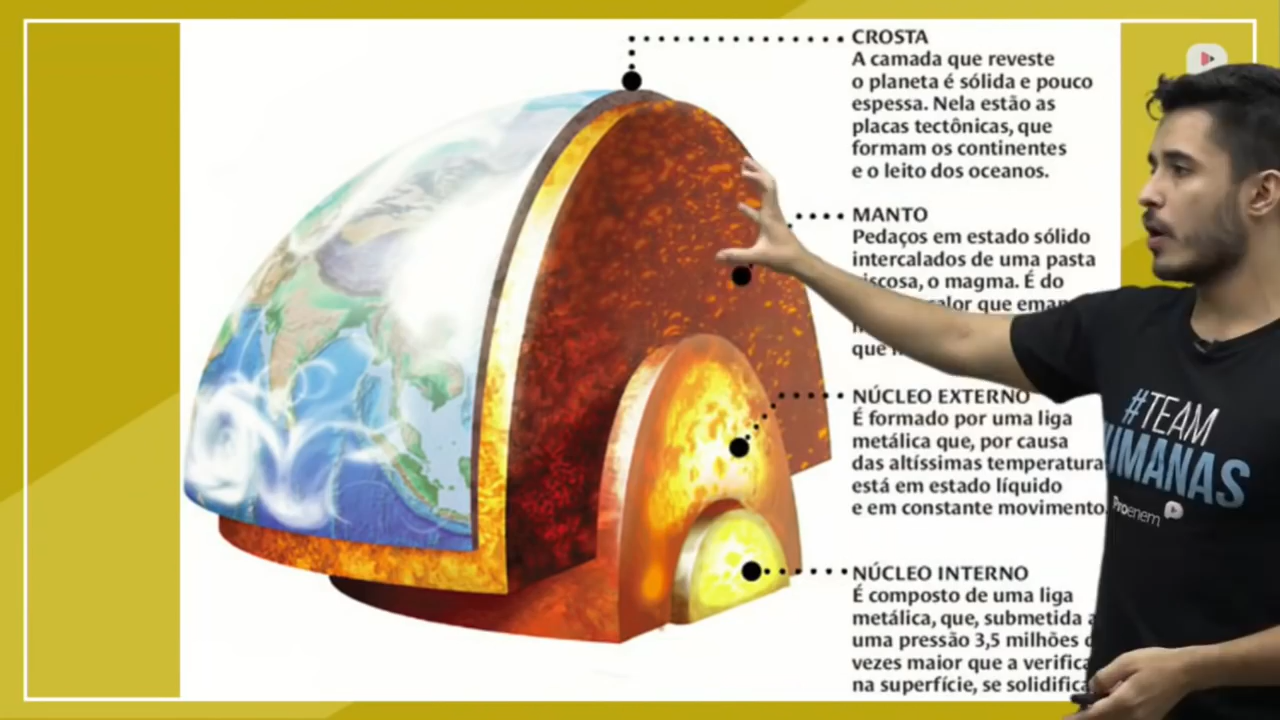 CROSTA
A camada que reveste
o planeta é sólida e pouco
espessa. Nela estão as
placas tectônicas, que
formam os continentes
e o leito dos oceanos.
MANTO
Pedaços em estado sólido
intercalados de uma pasta
magma. É do
que
que
NÚCLEO EXTERNO
É formado por uma liga
metálica que, por causa
das altíssimas
está em estado líquido
e em constante movimento.
NÚCLEO INTERNO
É composto de uma liga
metálica, que, submetida
uma pressão 3,5 milhões
vezes maior que a
na superfície, se
#TEAM
HUMANAS
Proenem